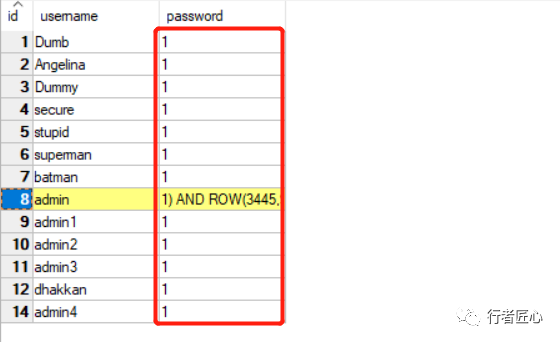 id username password
1 Dumb 1
2 Angelina 1
3 Dummy 1
4 secure 1
5 stupid 1
6 superman 1
7 batman 1
8 admin 1) AND ROW(3445,
9 admin1 1
10 admin2 1
11 admin3 1
12 dhakkan 1
14 admin4 1
行者匠心